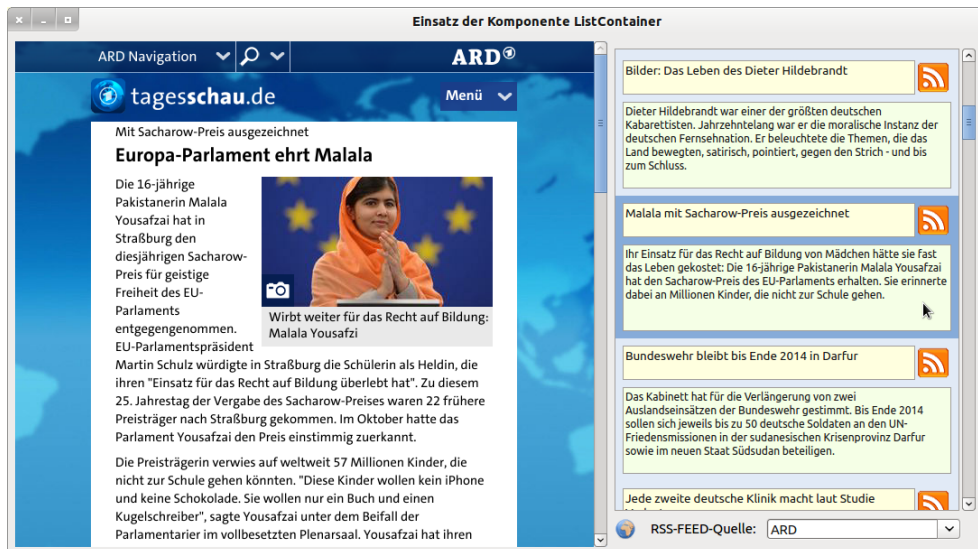 Einsatz der Komponente ListContainer
ARD Navigation
ARD
tagesschau.de
Menü
Mit Sacharow-Preis ausgezeichnet
Europa-Parlament ehrt Malala
Die 16-jährige
Pakistanerin Malala
Yousafzai hat in
Straßburg den
diesjährigen Sacharow-
Preis für geistige
Freiheit des EU-
Parlaments
entgegengenommen.
EU-Parlamentspräsident
Wirbt weiter für das Recht auf Bildung:
Malala Yousafzi
Martin Schulz würdigte in Straßburg die Schülerin als Heldin, die
ihren "Einsatz für das Recht auf Bildung überlebt hat". Zu diesem
25. Jahrestag der Vergabe des Sacharow-Preises waren 22 frühere
Preisträger nach Straßburg gekommen. Im Oktober hatte das
Parlament Yousafzai den Preis einstimmig zuerkannt.
Die Preisträgerin verwies auf weltweit 57 Millionen Kinder, die
nicht zur Schule gehen könnten. "Diese Kinder wollen kein iPhone
und keine Schokolade. Sie wollen nur ein Buch und einen
Kugelschreiber", sagte Yousafzai unter dem Beifall der
Parlamentarier im vollbesetzten Plenarsaal. Yousafzai hat ihren
Bilder: Das Leben des Dieter Hildebrandt
Dieter Hildebrandt war einer der größten deutschen
Kabarettisten. Jahrzehntelang war er die moralische Instanz der
deutschen Fernsehnation. Er beleuchtete die Themen, die das
Land bewegten, satirisch, pointiert, gegen den Strich - und bis
zum Schluss.
Malala mit Sacharow-Preis ausgezeichnet
Ihr Einsatz für das Recht auf Bildung von Mädchen hätte sie fast
das Leben gekostet: Die 16-jährige Pakistanerin Malala Yousafzai
hat den Sacharow-Preis des EU-Parlaments erhalten. Sie erinnerte
dabei an Millionen Kinder, die nicht zur Schule gehen.
Bundeswehr bleibt bis Ende 2014 in Darfur
Das Kabinett hat für die Verlängerung von zwei
Auslandseinsätzen der Bundeswehr gestimmt. Bis Ende 2014
sollen sich jeweils bis zu 50 deutsche Soldaten an den UN-
Friedensmissionen in der sudanesischen Krisenprovinz Darfur
sowie im neuen Staat Südsudan beteiligen.
Jede zweite deutsche Klinik macht laut Studie
RSS-FEED-Quelle:
ARD